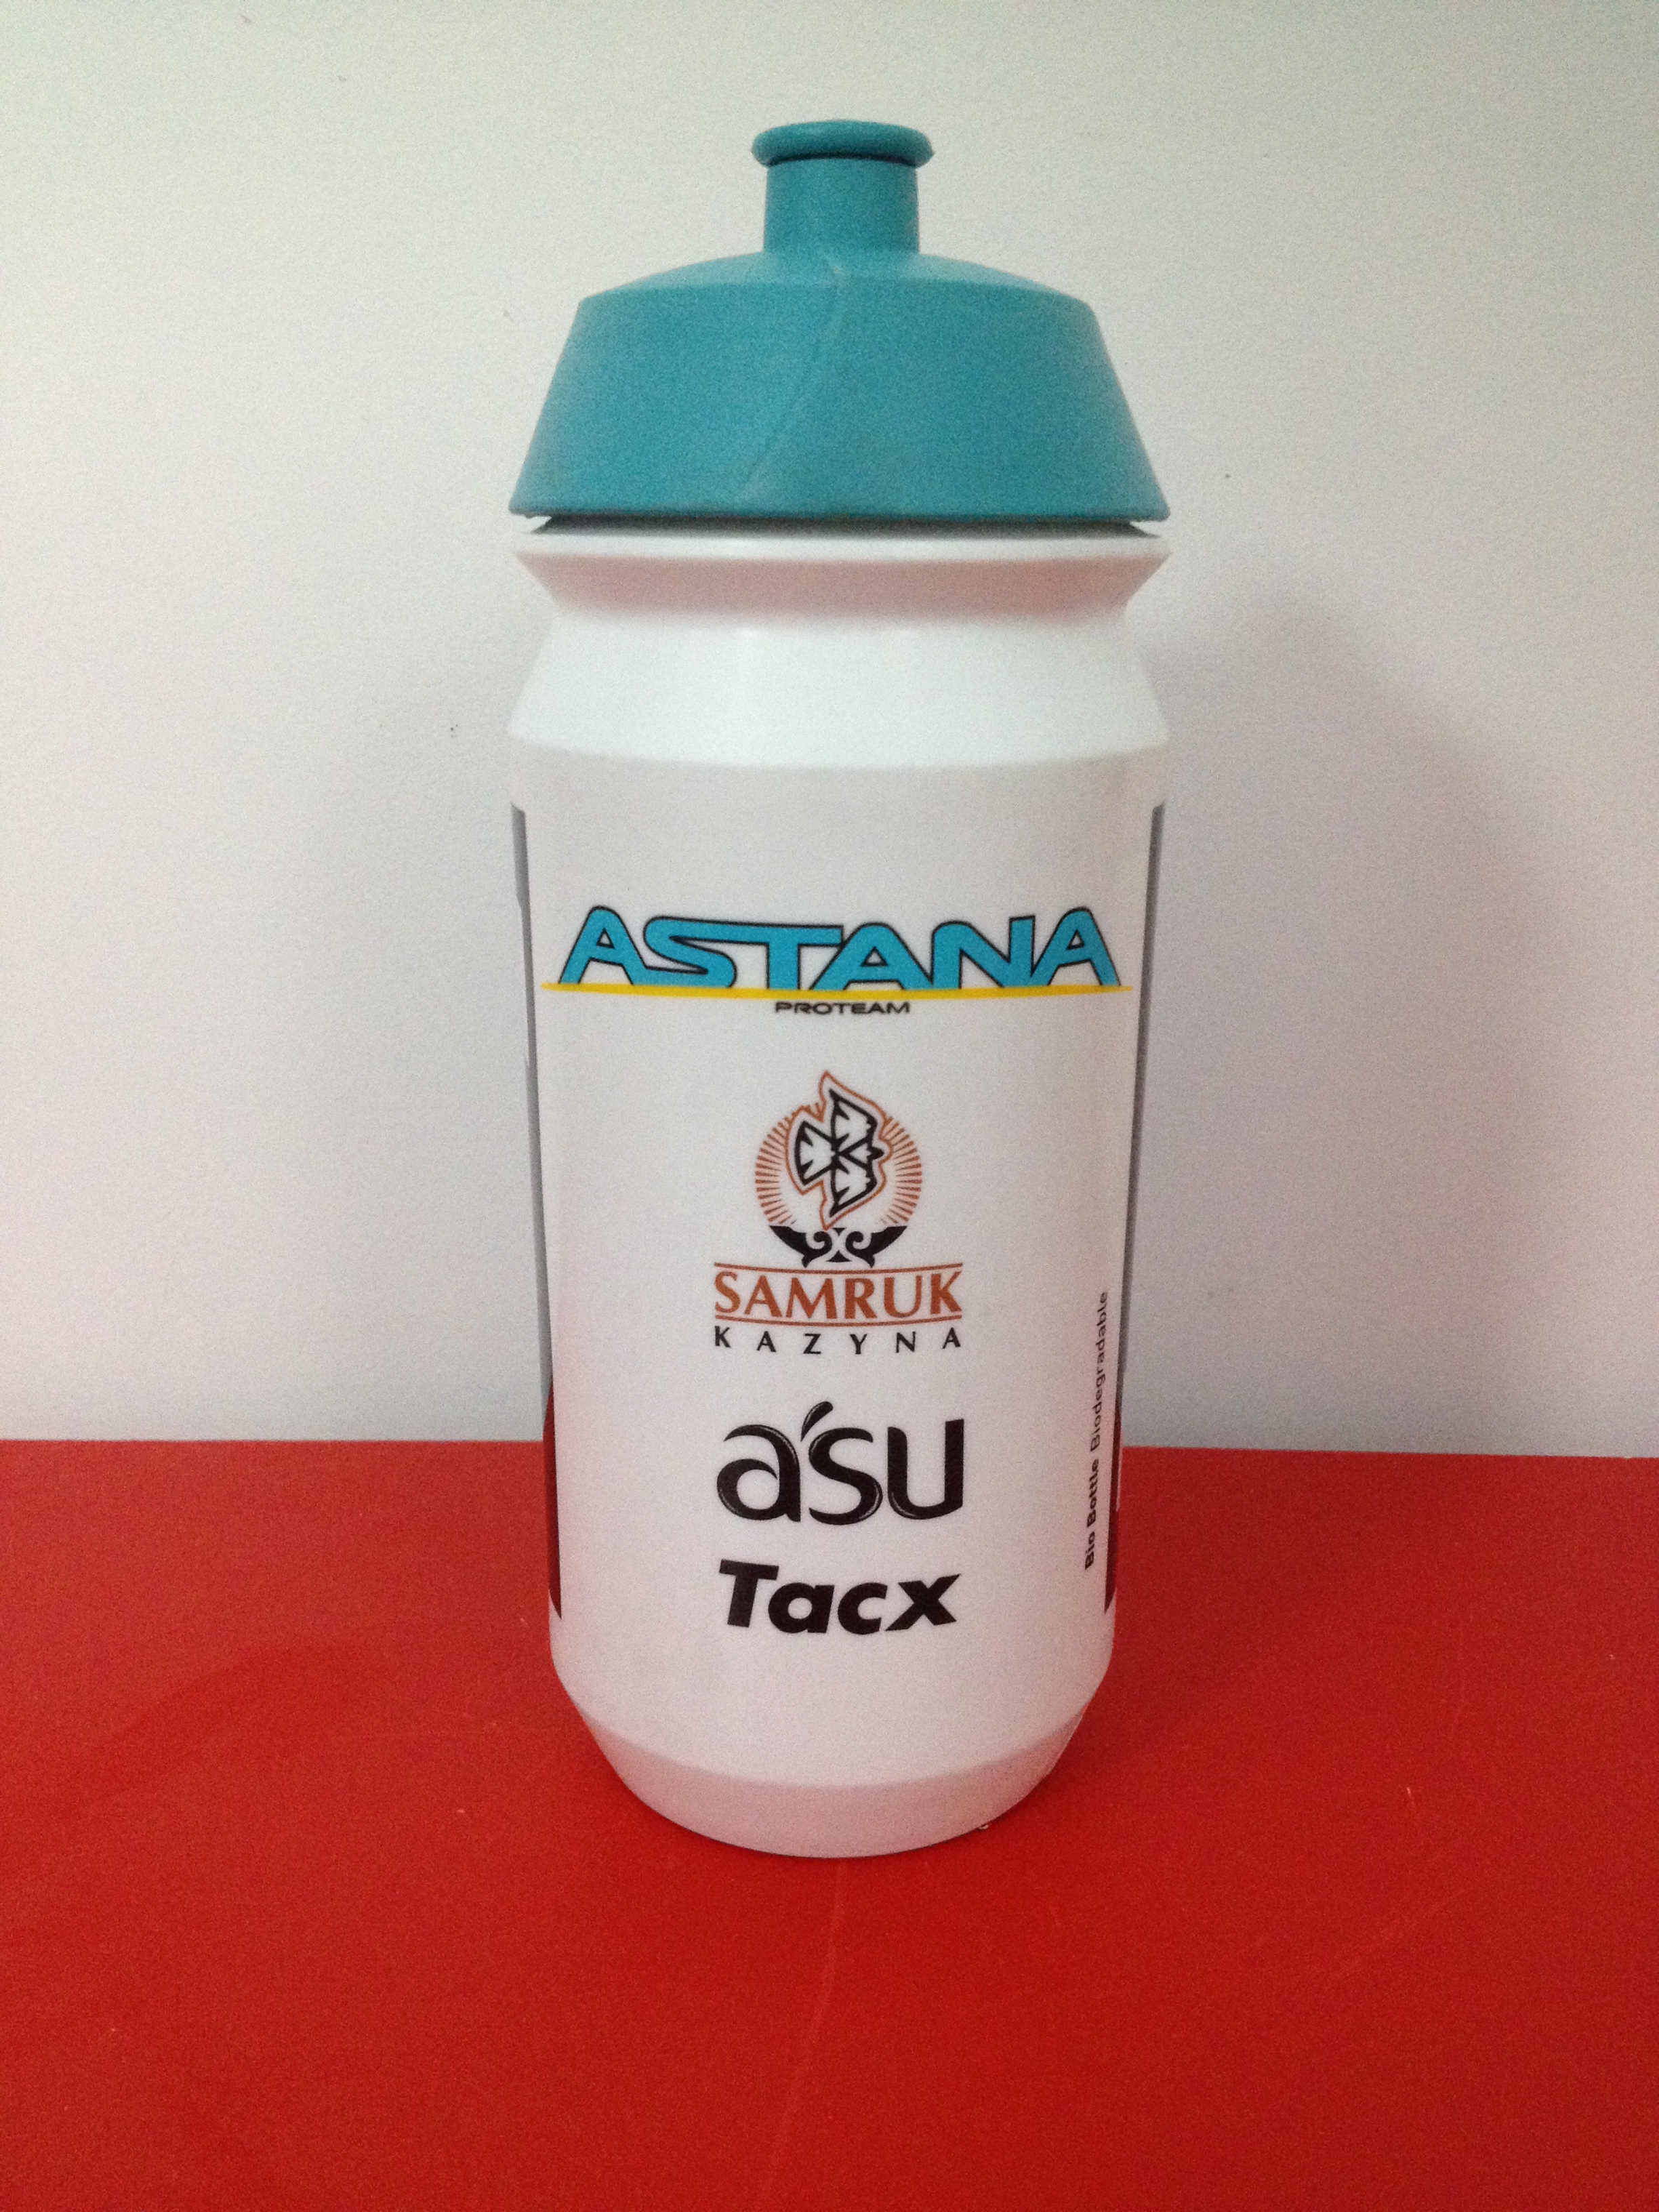 ASTANA
PROTEAM
SAMRUK
KAZYNA
a'su
Tacx
Bio Bottle Biodegradable